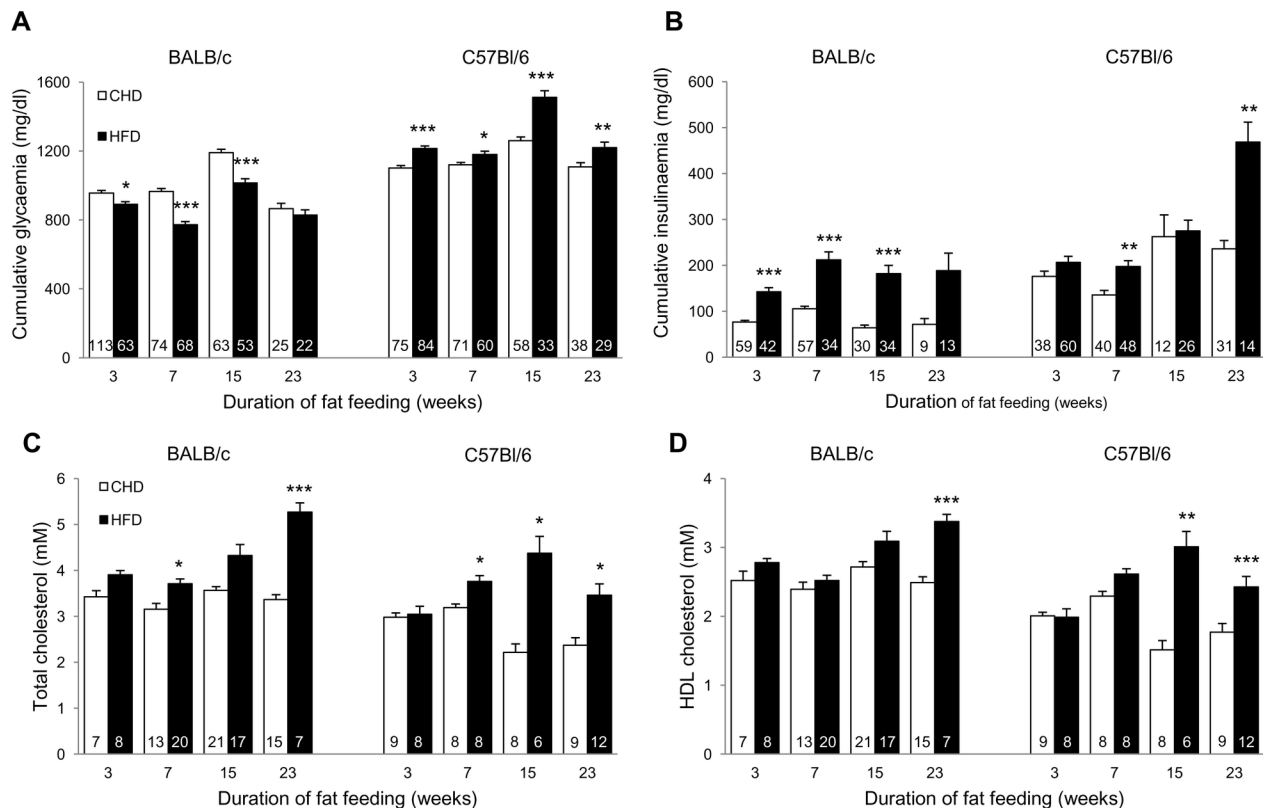 A
BALB/c
C57Bl/6
Cumulative glycaemia (mg/dl)
1600
1200
800
400
0
CHD
HFD
*
***
***
***
*
***
**
113 63 74 68 63 53 25 22 75 84 71 60 58 33 38 29
3 7 15 23 3 7 15 23
Duration of fat feeding (weeks)
B
BALB/c
C57Bl/6
Cumulative insulinaemia (mg/dl)
600
500
400
300
200
100
0
***
***
***
**
**
59 42 57 34 30 34 9 13 38 60 40 48 12 26 31 14
3 7 15 23 3 7 15 23
Duration of fat feeding (weeks)
C
BALB/c
C57Bl/6
Total cholesterol (mM)
6
5
4
3
2
1
0
CHD
HFD
*
***
*
*
*
7 8 13 20 21 17 15 7 9 8 8 8 8 6 9 12
3 7 15 23 3 7 15 23
Duration of fat feeding (weeks)
D
BALB/c
C57Bl/6
HDL cholesterol (mM)
4
3
2
1
0
***
**
***
7 8 13 20 21 17 15 7 9 8 8 8 8 6 9 12
3 7 15 23 3 7 15 23
Duration of fat feeding (weeks)